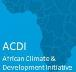 ACDI
African Climate &
Development Initiative